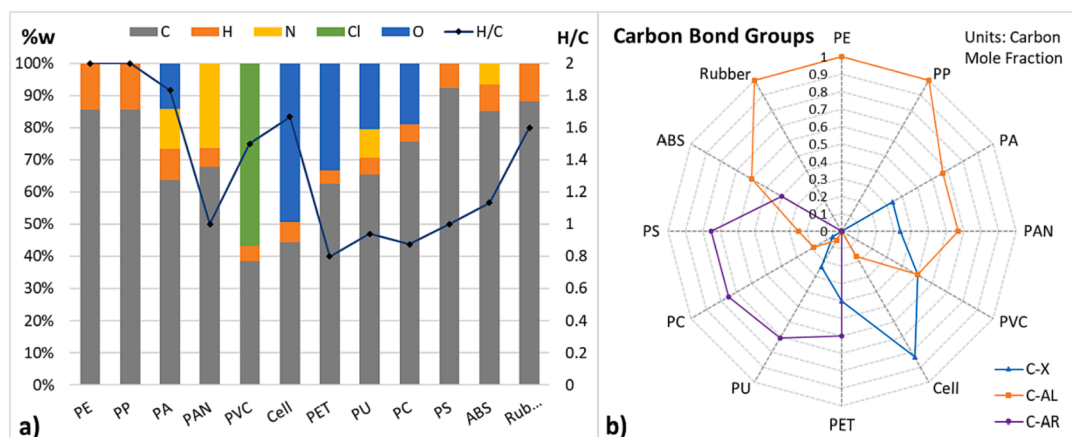 C H N Cl O H/C
%w
H/C
100%
90%
80%
70%
60%
50%
40%
30%
20%
10%
0%
2
1.8
1.6
1.4
1.2
1
0.8
0.6
0.4
0.2
0
PE PP PA PAN PVC Cell PET PU PC PS ABS Rub...
a)
Carbon Bond Groups
Units: Carbon
Mole Fraction
PE
PP
PA
PAN
PVC
Cell
PET
PU
PC
PS
ABS
Rubber
1
0.9
0.8
0.7
0.6
0.5
0.4
0.3
0.2
0.1
0
C-X
C-AL
C-AR
b)